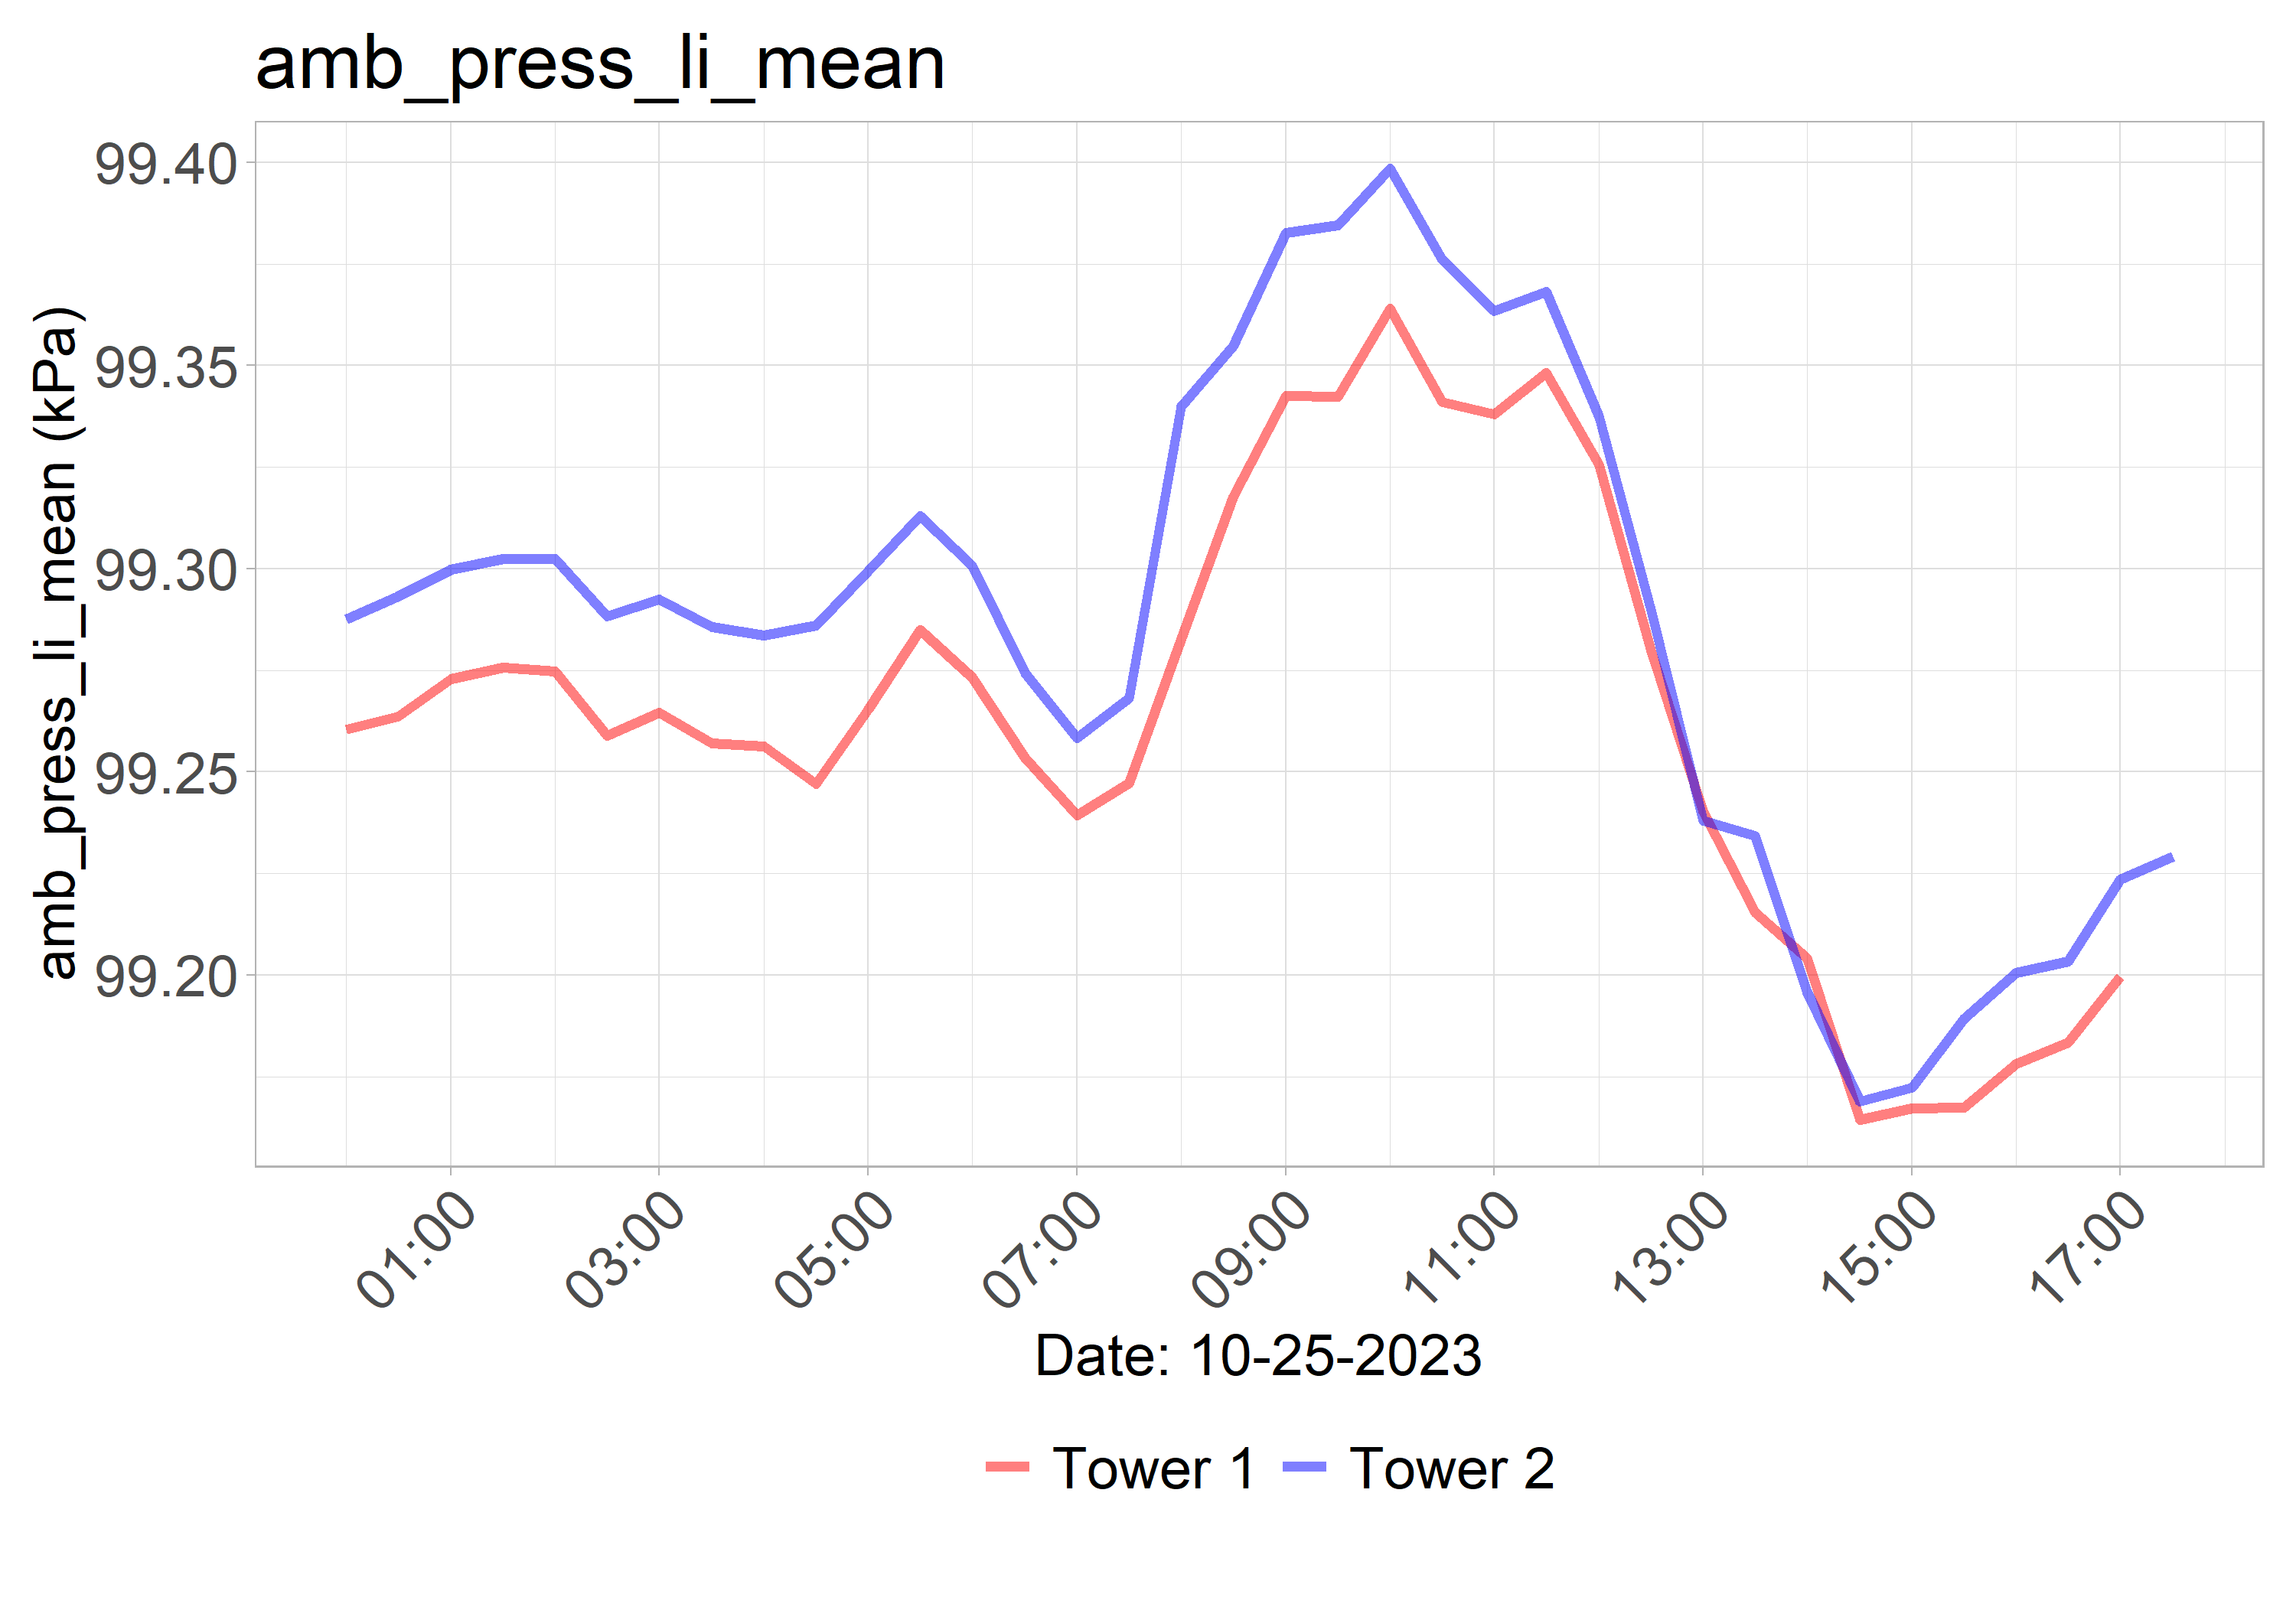 amb_press_li_mean
amb_press_li_mean (kPa)
99.40
99.35
99.30
99.25
99.20
01:00 03:00 05:00 07:00 09:00 11:00 13:00 15:00 17:00
Date: 10-25-2023
Tower 1 Tower 2